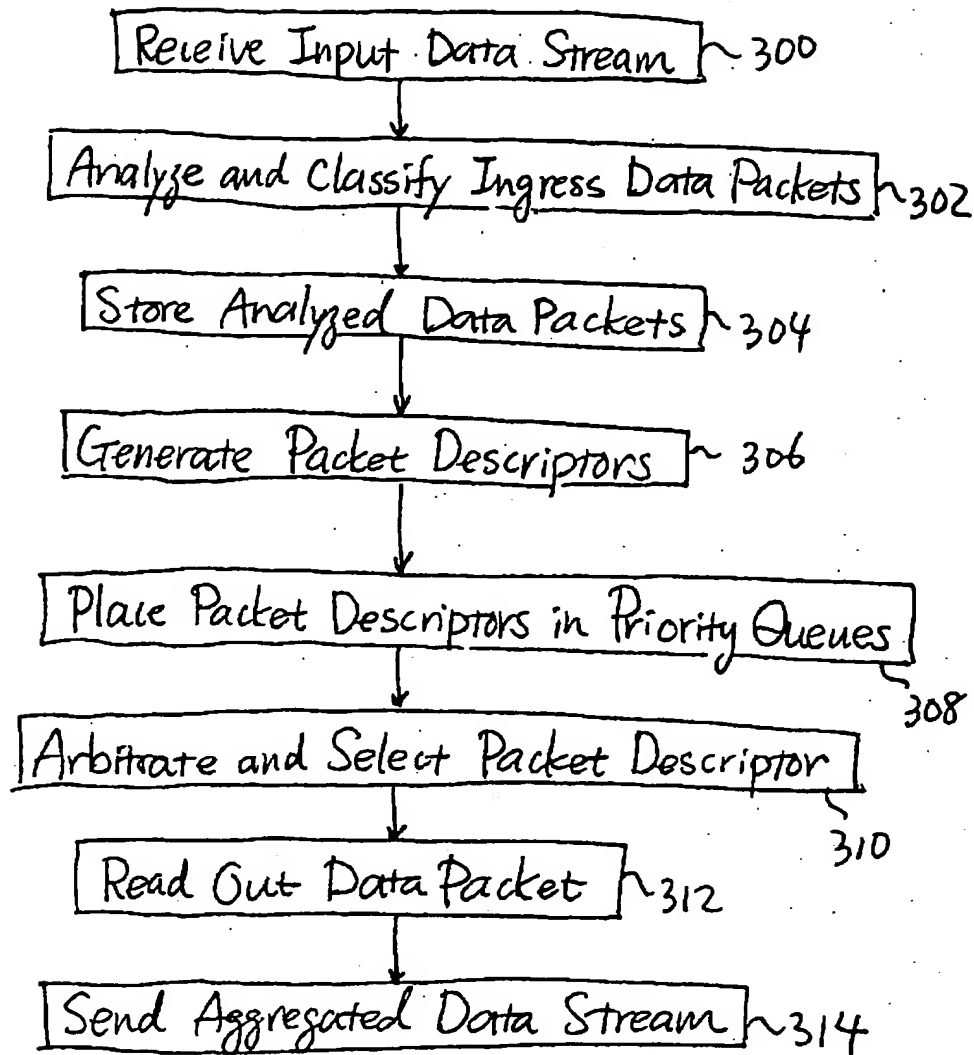 Receive Input Data Stream 300
Analyze and Classify Ingress Data Packets 302
Store Analyzed Data Packets 304
Generate Packet Descriptors 306
Place Packet Descriptors in Priority Queues
308
Arbitrate and Select Packet Descriptor
310
Read Out Data Packet 312
Send Aggregated Data Stream 314